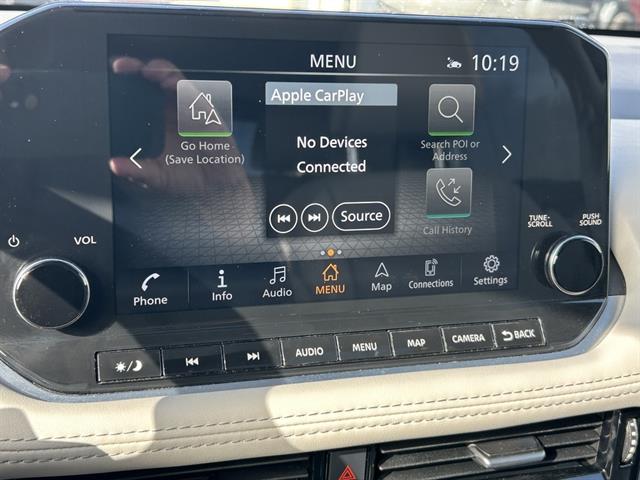 MENU
10:19
Apple CarPlay
No Devices
Connected
Source
Go Home
(Save Location)
Search POI or
Address
Call History
VOL
TUNE-
SCROLL
PUSH
SOUND
Phone
Info
Audio
MENU
Map
Connections
Settings
AUDIO
MENU
MAP
CAMERA
BACK